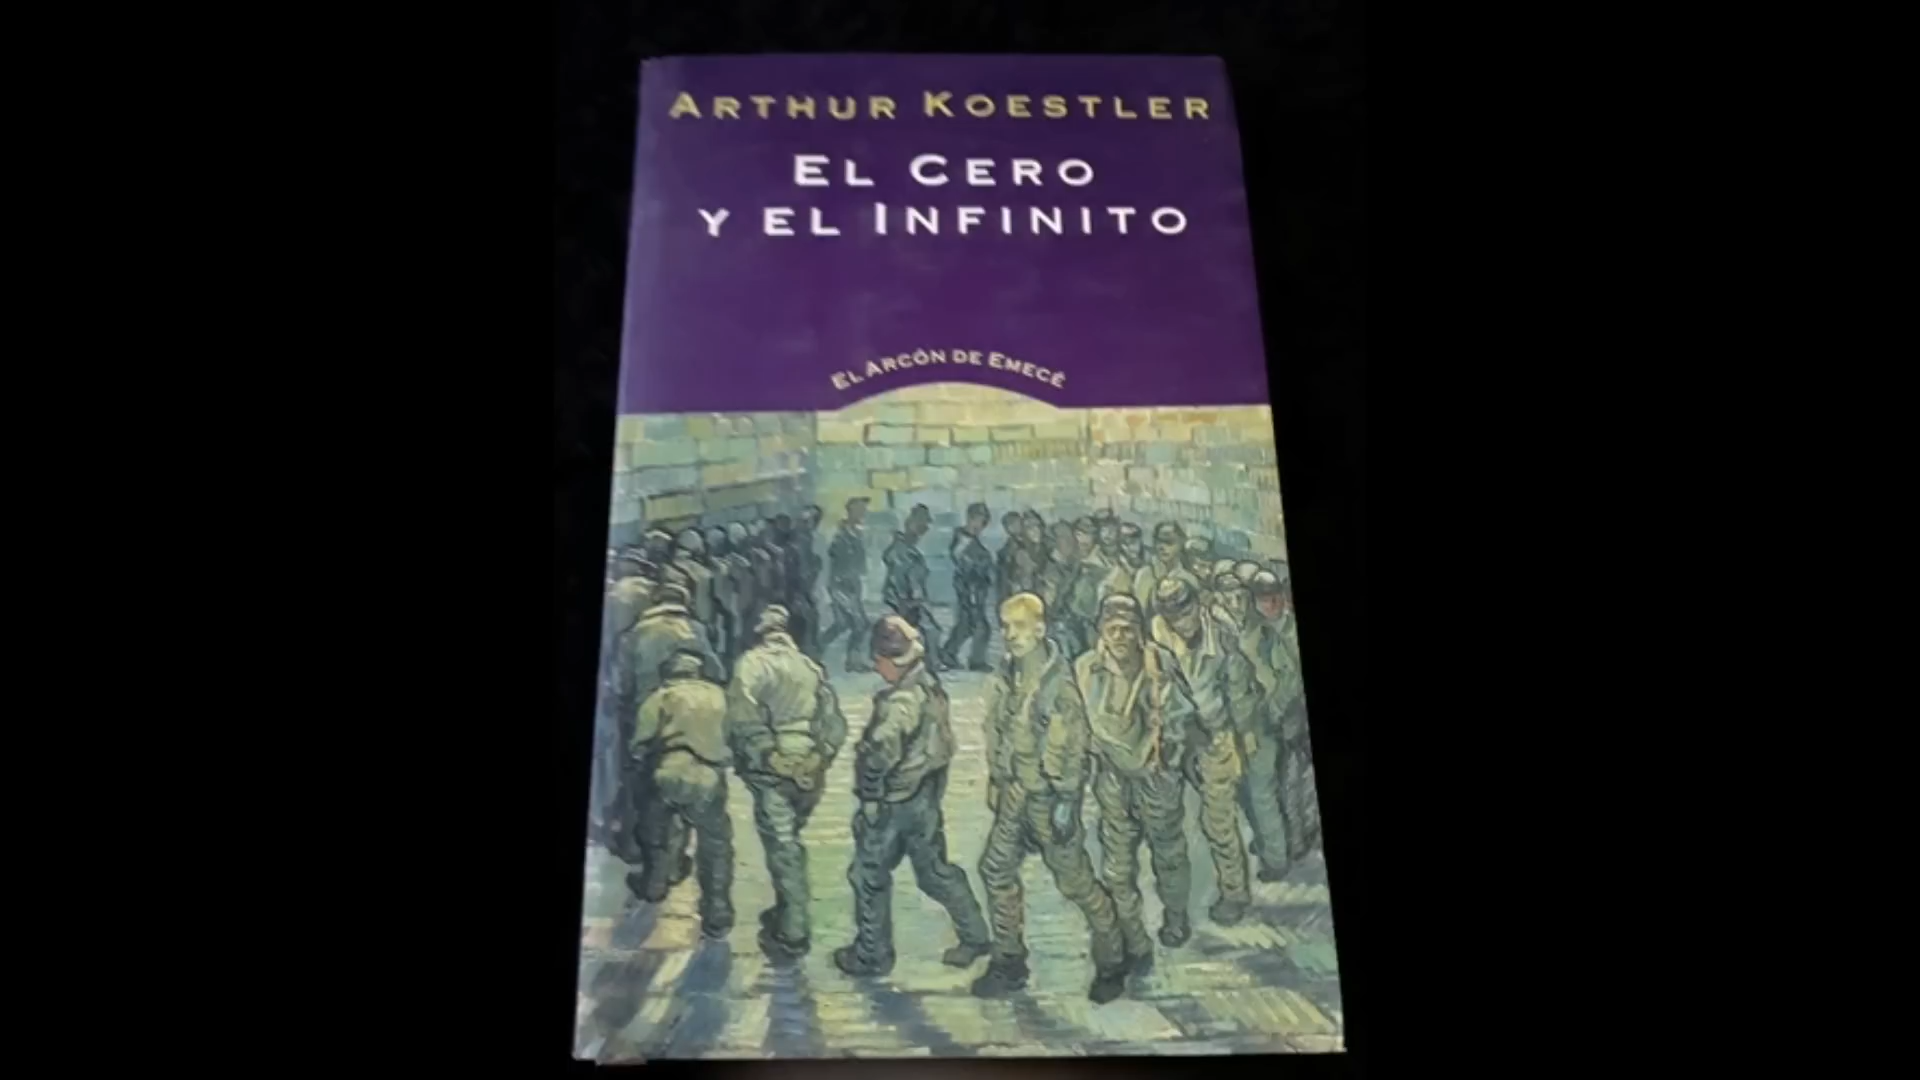 ARTHUR KOESTLER
EL CERO
Y EL INFINITO
EL ARCÓN DE EMECÉ